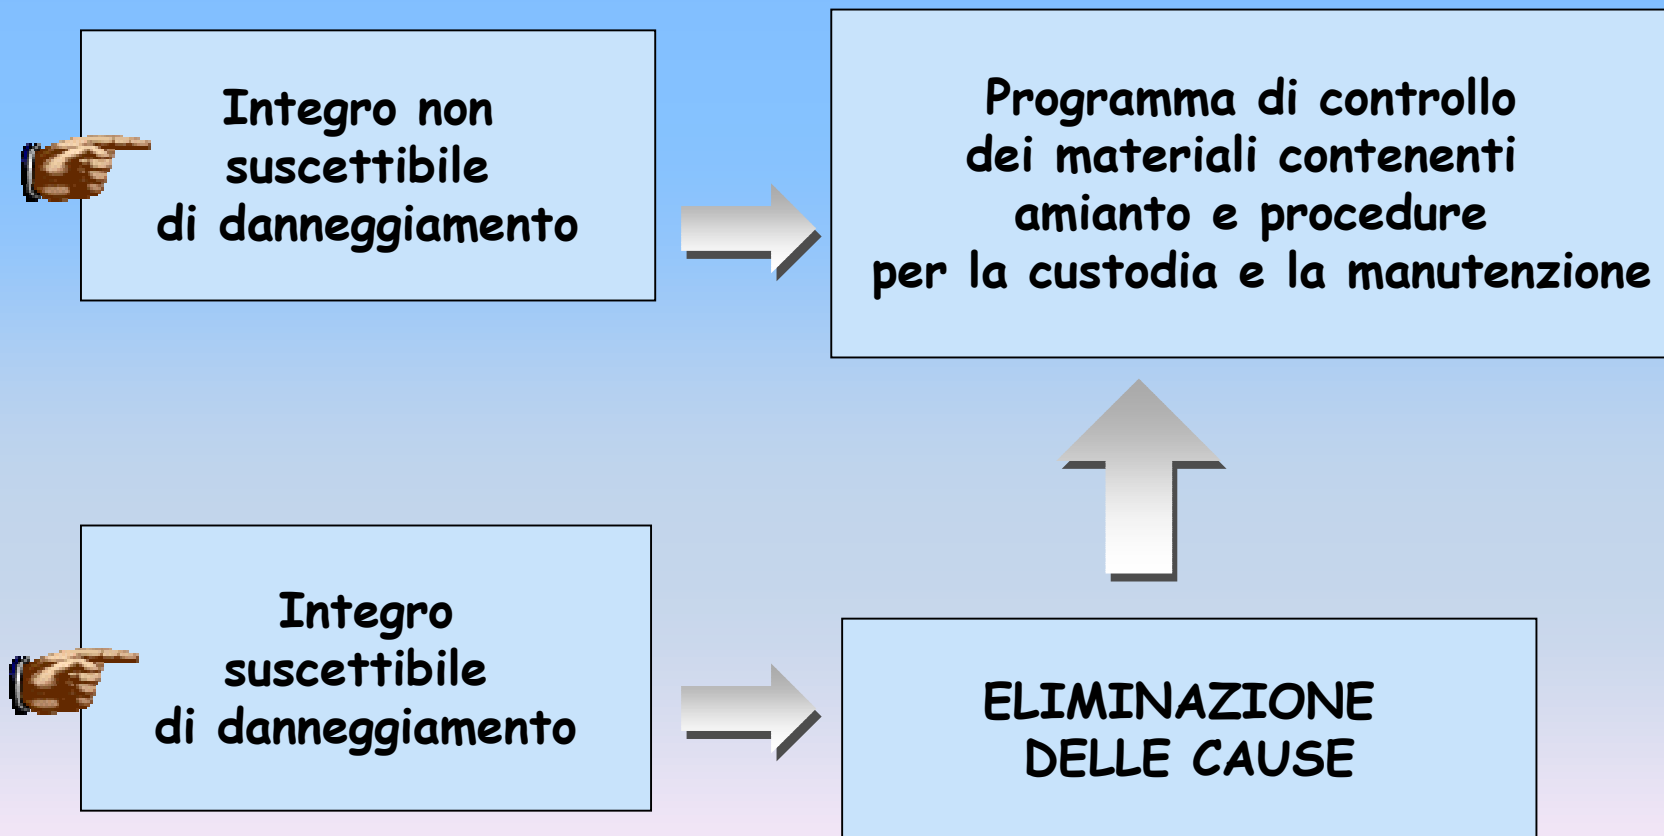 Integro non
suscettibile
di danneggiamento
Programma di controllo
dei materiali contenenti
amianto e procedure
per la custodia e la manutenzione
Integro
suscettibile
di danneggiamento
ELIMINAZIONE
DELLE CAUSE